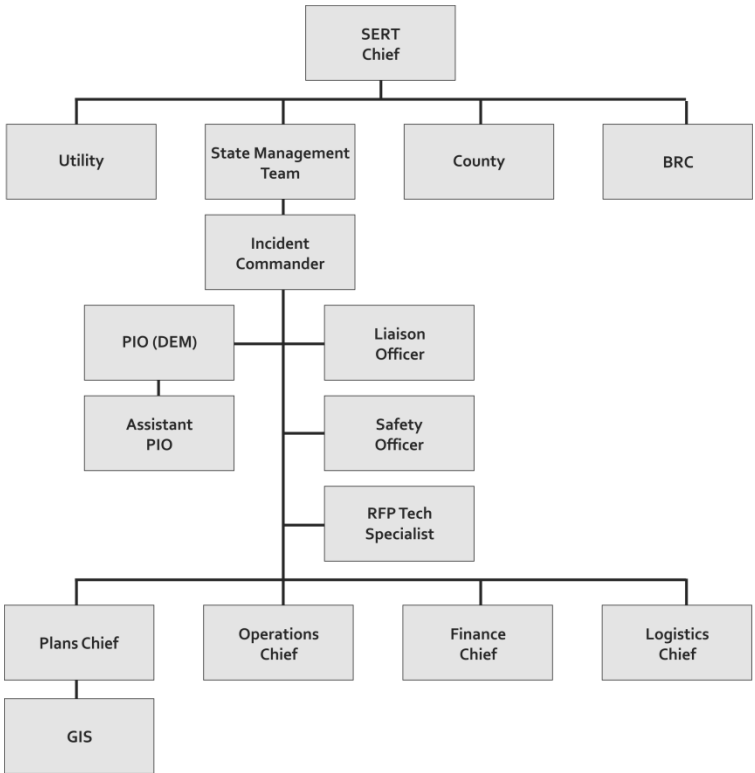 SERT
Chief
Utility
State Management
Team
County
BRC
Incident
Commander
PIO (DEM)
Liaison
Officer
Assistant
PIO
Safety
Officer
RFP Tech
Specialist
Plans Chief
Operations
Chief
Finance
Chief
Logistics
Chief
GIS